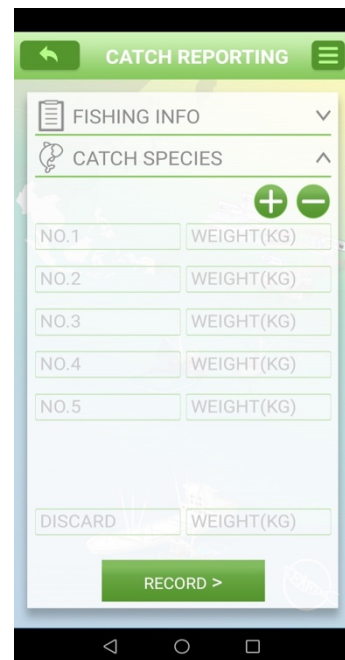 CATCH REPORTING
FISHING INFO
CATCH SPECIES
NO.1 WEIGHT(KG)
NO.2 WEIGHT(KG)
NO.3 WEIGHT(KG)
NO.4 WEIGHT(KG)
NO.5 WEIGHT(KG)
DISCARD WEIGHT(KG)
RECORD >